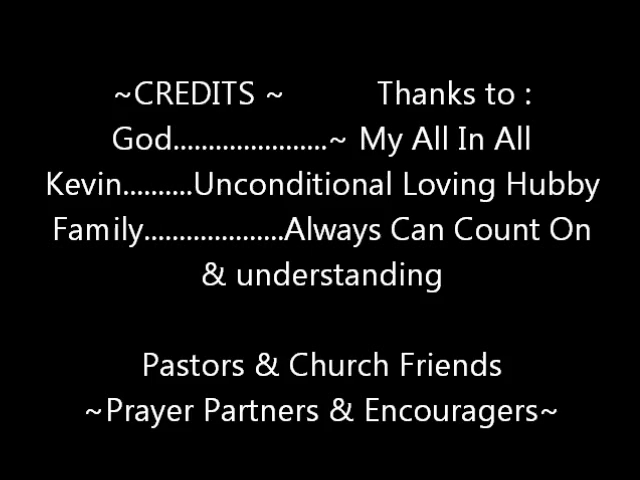 ~CREDITS ~ Thanks to :
God......................~ My All In All
Kevin..........Unconditional Loving Hubby
Family....................Always Can Count On
& understanding
Pastors & Church Friends
~Prayer Partners & Encouragers~